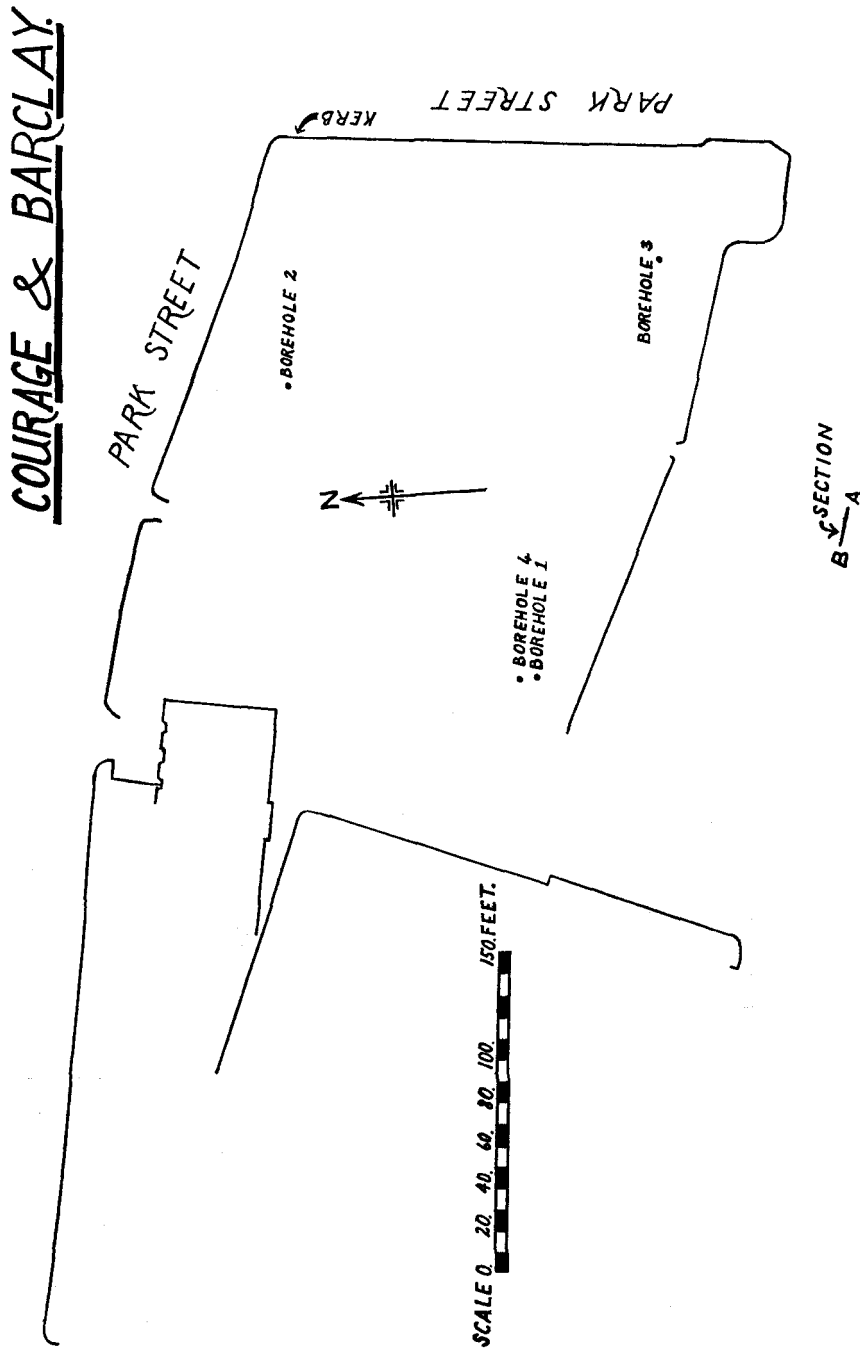 COURAGE & BARCLAY.
PARK STREET
KERB
PARK STREET
• BOREHOLE 2
BOREHOLE 3
N
• BOREHOLE 4
• BOREHOLE 1
SECTION
B
A
SCALE 0. 20. 40. 60. 80. 100. 150.FEET.